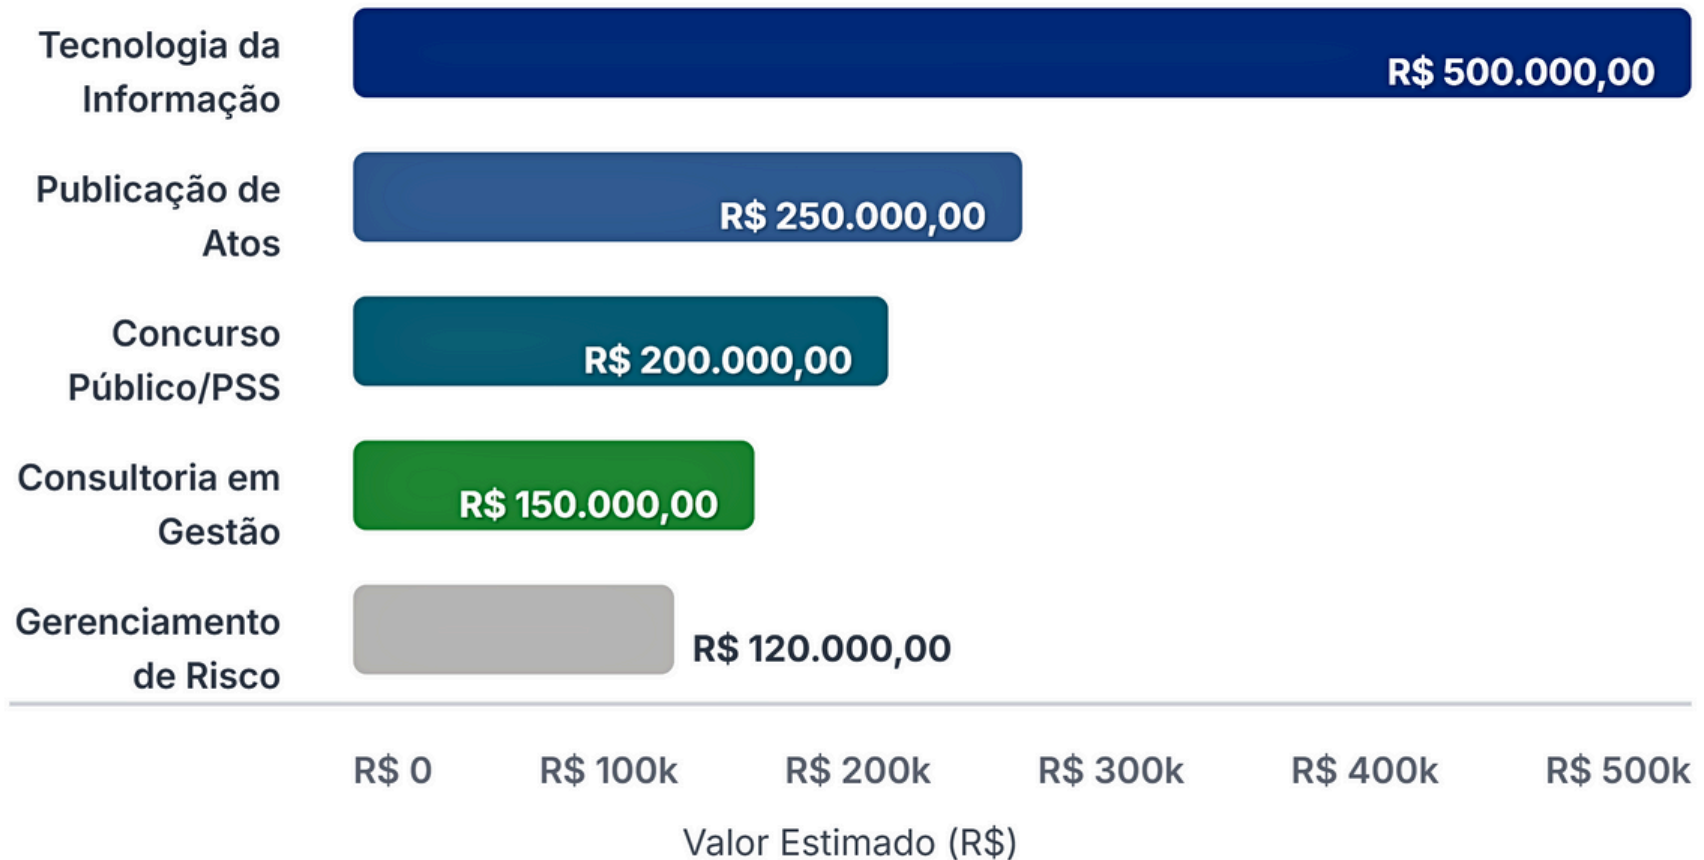 Tecnologia da
Informação
R$ 500.000,00
Publicação de
Atos
R$ 250.000,00
Concurso
Público/PSS
R$ 200.000,00
Consultoria em
Gestão
R$ 150.000,00
Gerenciamento
de Risco
R$ 120.000,00
R$ 0 R$ 100k R$ 200k R$ 300k R$ 400k R$ 500k
Valor Estimado (R$)